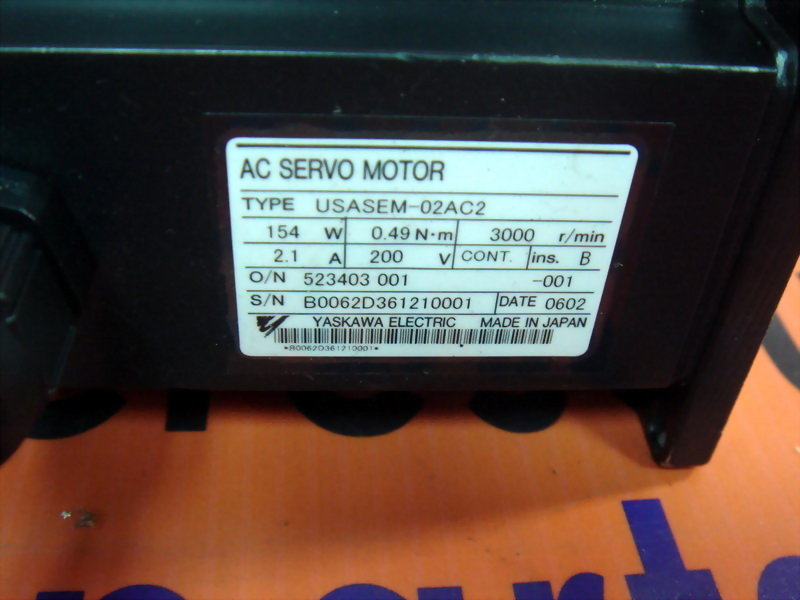 AC SERVO MOTOR
TYPE USASEM-02AC2
154 W 0.49 N·m 3000 r/min
2.1 A 200 V CONT. ins. B
O/N 523403 001 -001
S/N B0062D361210001 DATE 0602
YASKAWA ELECTRIC MADE IN JAPAN
*B0062D361210001*